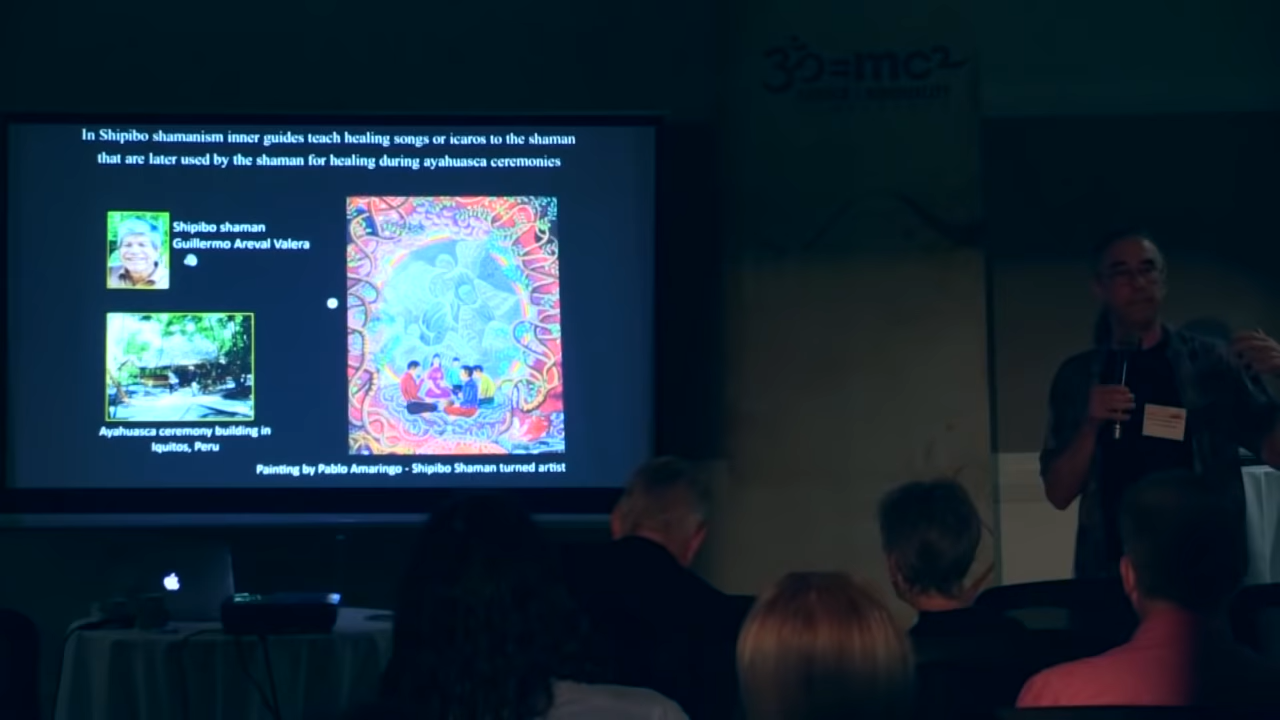 ॐ=mc²
In Shipibo shamanism inner guides teach healing songs or icaros to the shaman
that are later used by the shaman for healing during ayahuasca ceremonies
Shipibo shaman
Guillermo Areval Valera
Ayahuasca ceremony building in
Iquitos, Peru
Painting by Pablo Amaringo - Shipibo Shaman turned artist